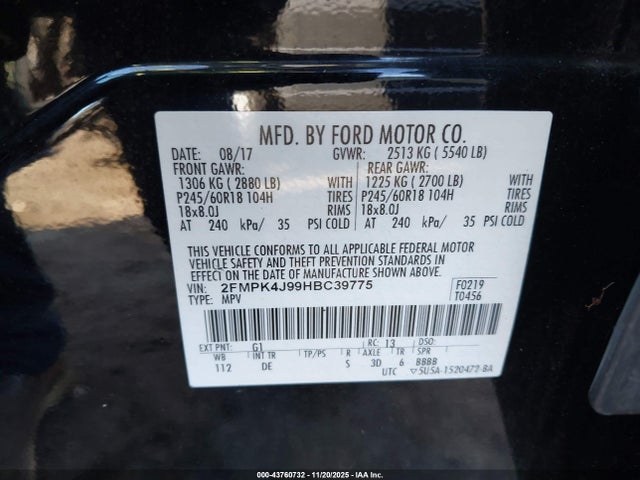 MFD. BY FORD MOTOR CO.
DATE: 08/17 GVWR: 2513 KG ( 5540 LB)
FRONT GAWR: REAR GAWR:
1306 KG ( 2880 LB) WITH 1225 KG ( 2700 LB) WITH
P245/60R18 104H TIRES P245/60R18 104H TIRES
18x8.0J RIMS 18x8.0J RIMS
AT 240 kPa/ 35 PSI COLD AT 240 kPa/ 35 PSI COLD
THIS VEHICLE CONFORMS TO ALL APPLICABLE FEDERAL MOTOR
VEHICLE SAFETY AND THEFT PREVENTION STANDARDS
IN EFFECT ON THE DATE OF MANUFACTURE SHOWN ABOVE.
VIN: 2FMPK4J99HBC39775 F0219
TYPE: MPV T0456
EXT PNT: G1 RC: 13 DSO:
WB INT TR TP/PS R AXLE TR SPR
112 DE S 3D 6 BBBB
UTC ▽5U5A-1520472-BA
000-43760732 11/20/2025 IAA Inc.